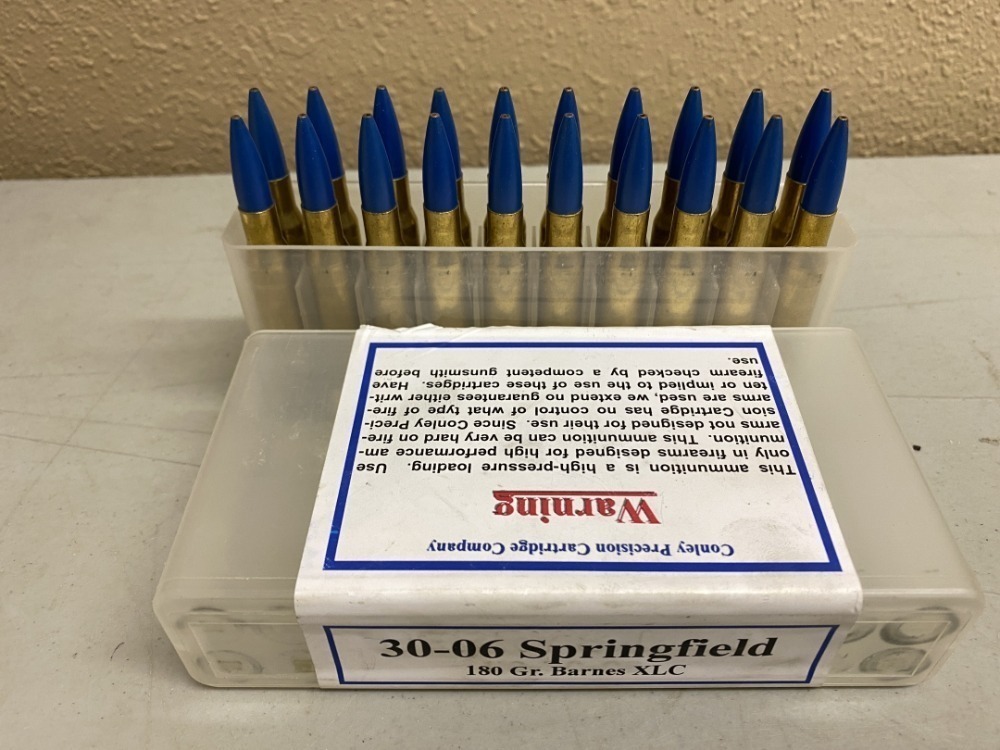 Conley Precision Cartridge Company
Warning
This ammunition is a high-pressure loading. Use
only in firearms designed for high performance am-
munition. This ammunition can be very hard on fire-
arms not designed for their use. Since Conley Preci-
sion Cartridge has no control of what type of fire-
arms are used, we extend no guarantees either writ-
ten or implied to the use of these cartridges. Have
firearm checked by a competent gunsmith before
use.
30-06 Springfield
180 Gr. Barnes XLC